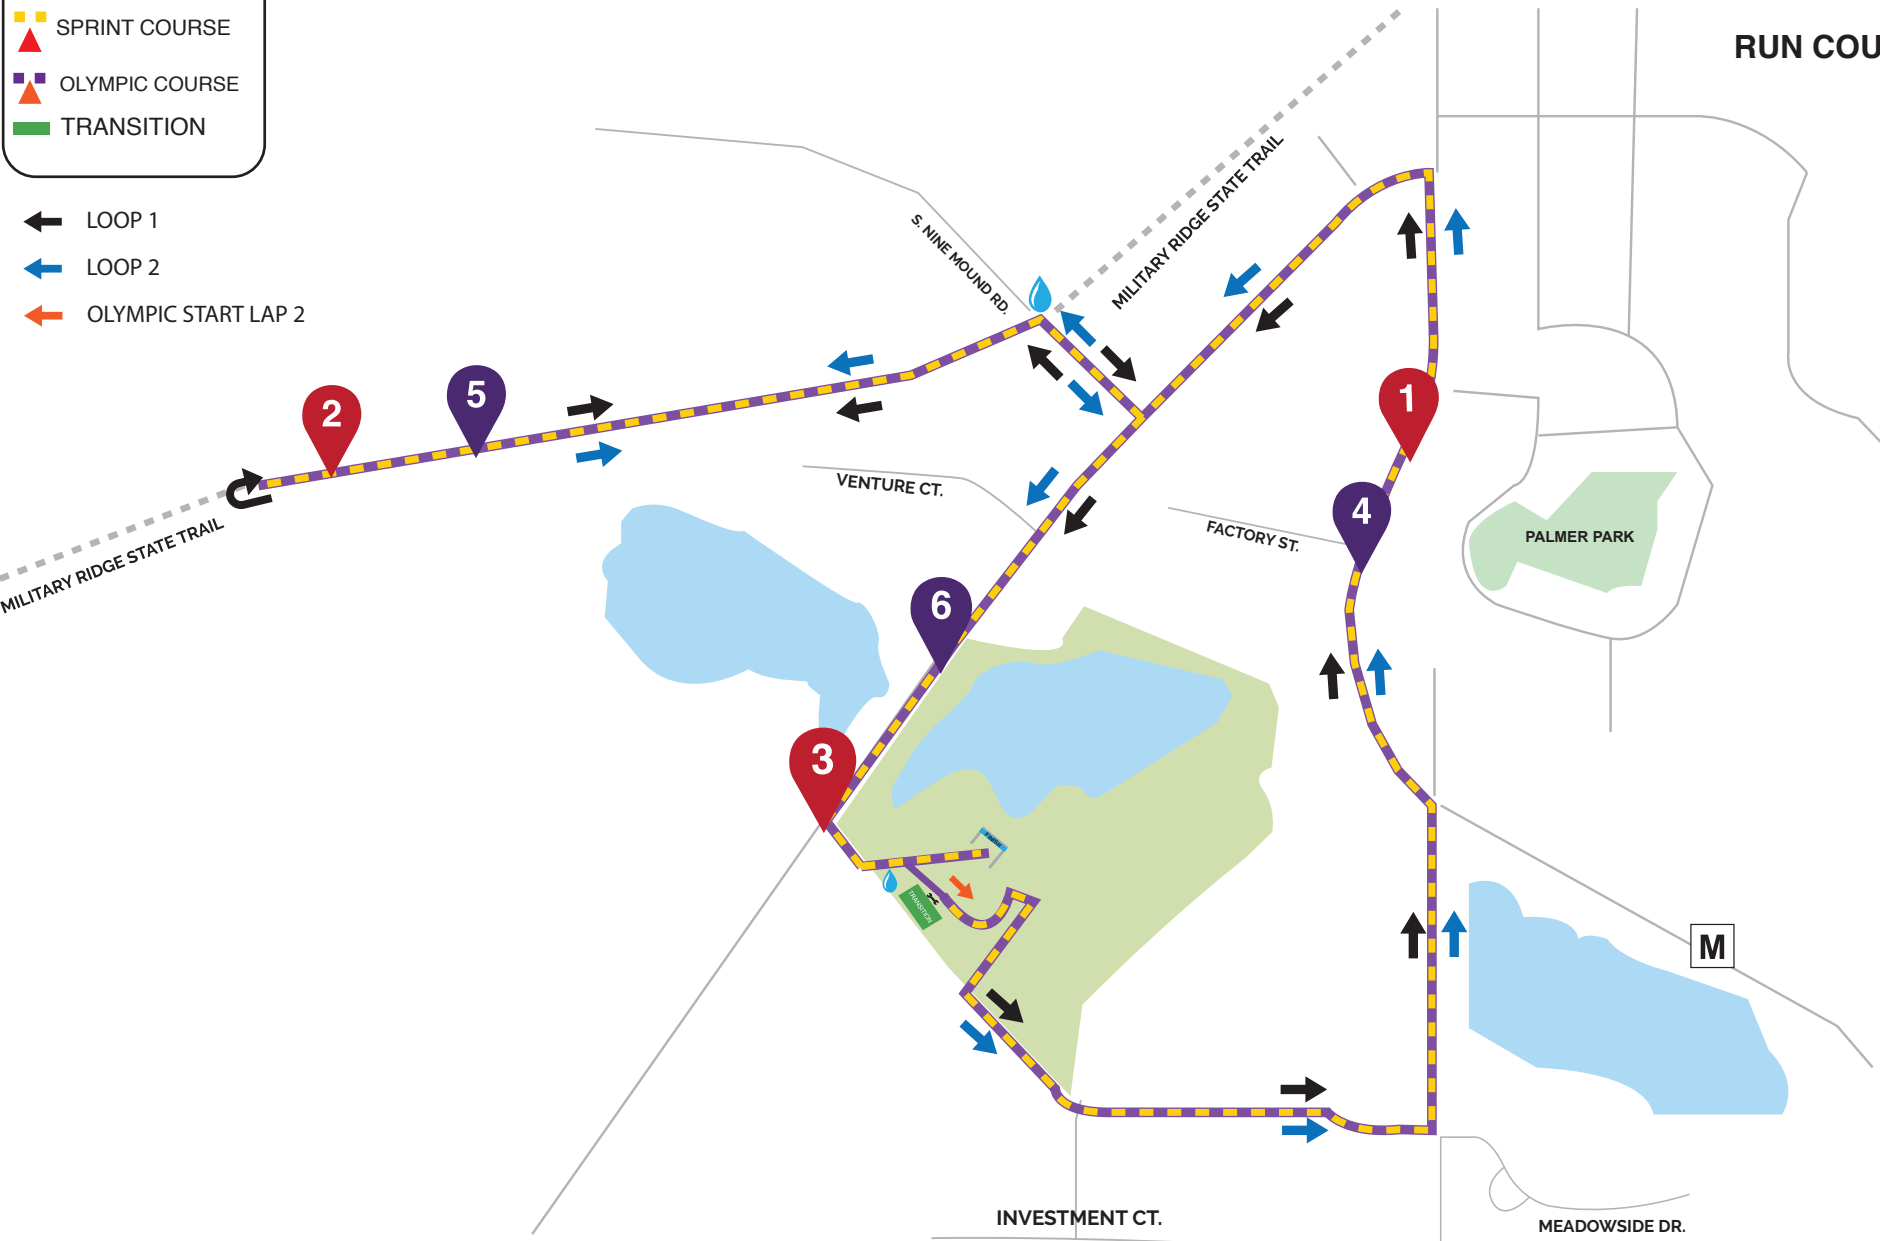 SPRINT COURSE
OLYMPIC COURSE
TRANSITION
LOOP 1
LOOP 2
OLYMPIC START LAP 2
RUN COU
S. NINE MOUND RD.
MILITARY RIDGE STATE TRAIL
2
5
1
4
MILITARY RIDGE STATE TRAIL
VENTURE CT.
FACTORY ST.
PALMER PARK
6
3
TRANSITION
M
INVESTMENT CT.
MEADOWSIDE DR.